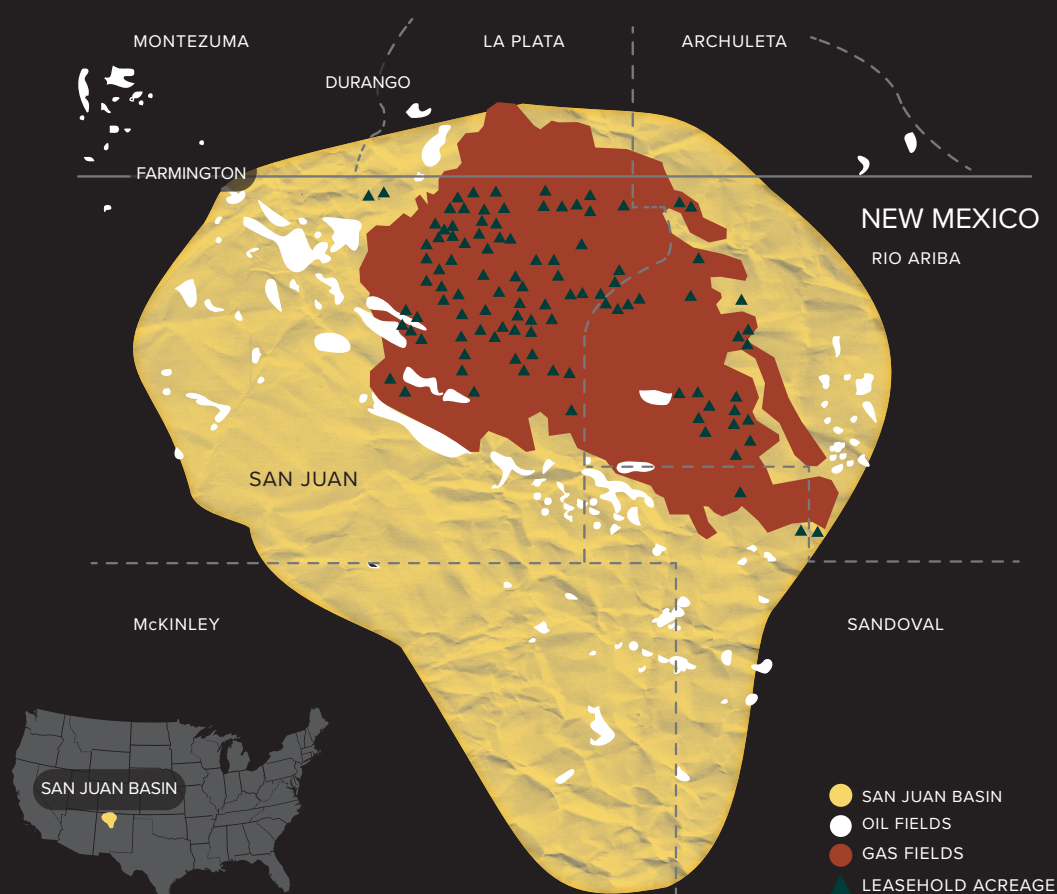 MONTEZUMA
LA PLATA
ARCHULETA
DURANGO
FARMINGTON
NEW MEXICO
RIO ARIBA
SAN JUAN
McKINLEY
SANDOVAL
SAN JUAN BASIN
SAN JUAN BASIN
OIL FIELDS
GAS FIELDS
LEASEHOLD ACREAGE